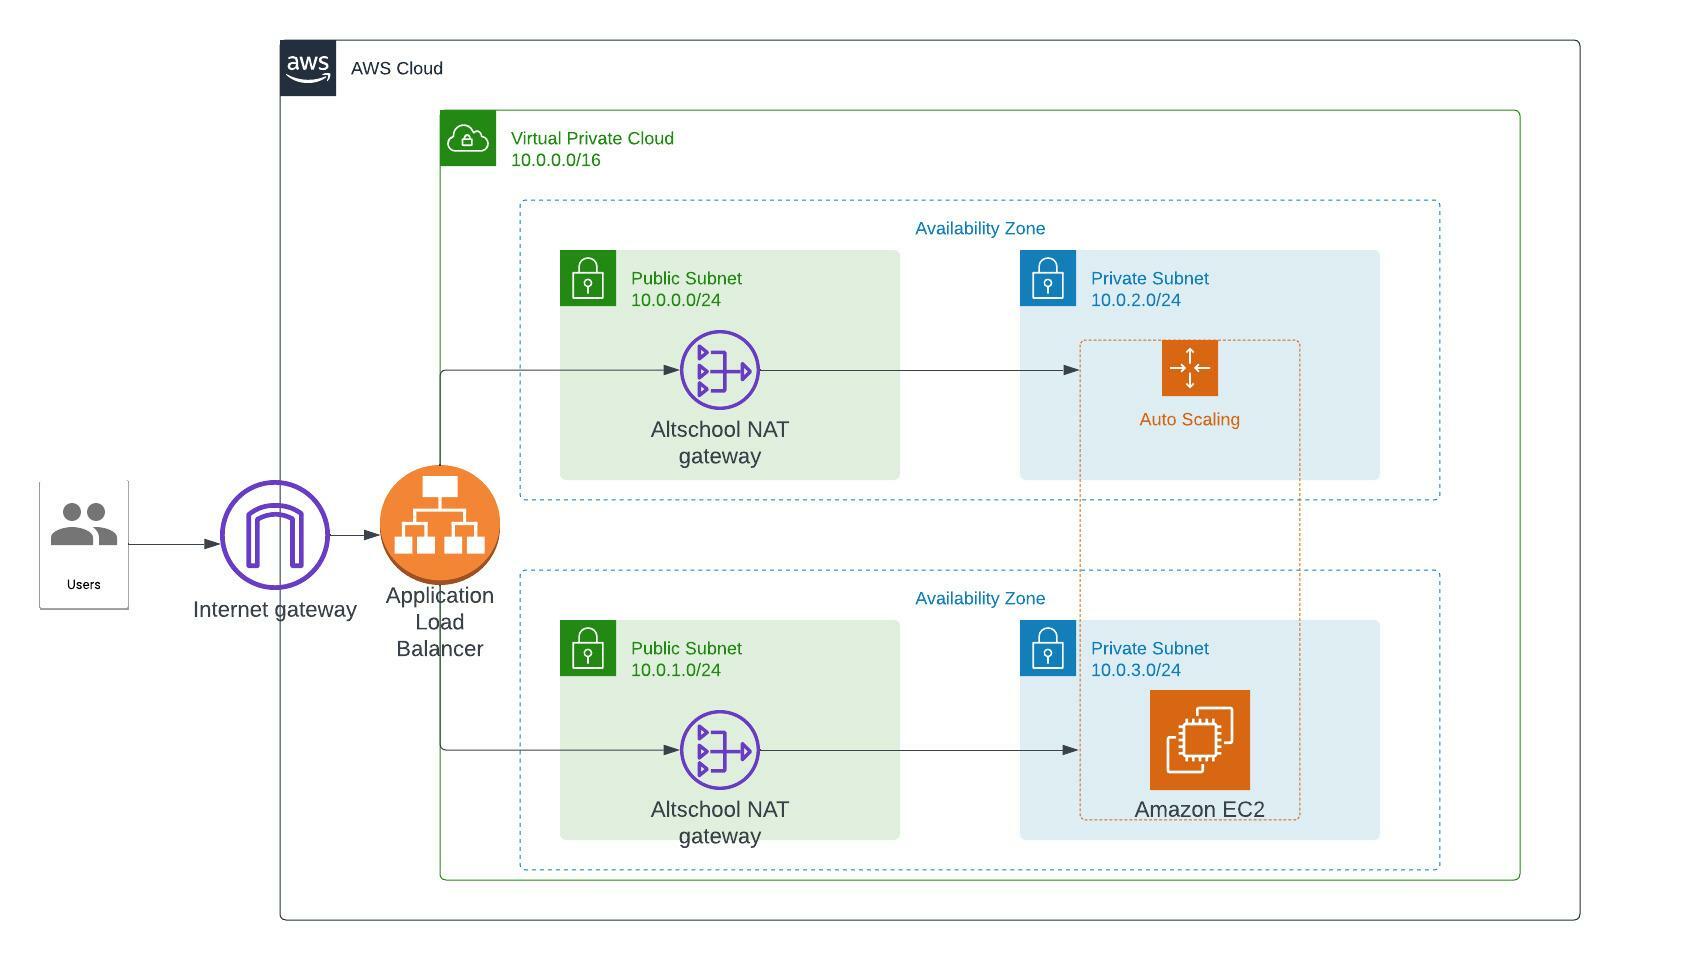 aws
AWS Cloud
Virtual Private Cloud
10.0.0.0/16
Availability Zone
Public Subnet
10.0.0.0/24
Altschool NAT
gateway
Private Subnet
10.0.2.0/24
Auto Scaling
Users
Internet gateway
Application
Load
Balancer
Availability Zone
Public Subnet
10.0.1.0/24
Altschool NAT
gateway
Private Subnet
10.0.3.0/24
Amazon EC2